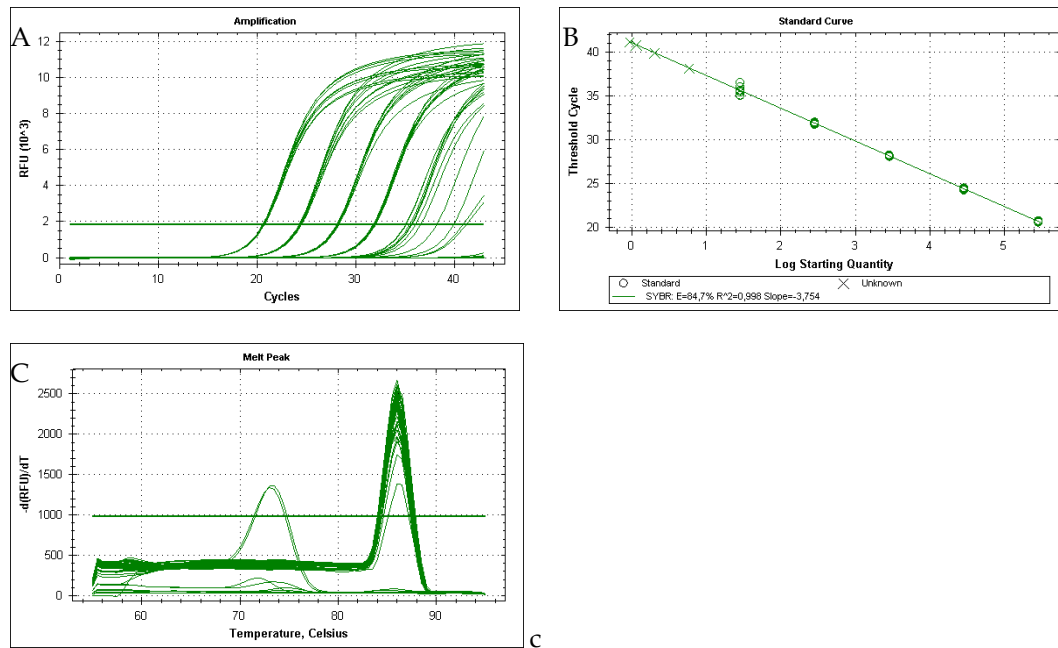 A
Amplification
12
10
8
6
4
2
0
RFU (10^3)
0
10
20
30
40
Cycles
B
Standard Curve
40
35
30
25
20
Threshold Cycle
0
1
2
3
4
5
Log Starting Quantity
Standard
Unknown
SYBR: E=84,7% R^2=0,998 Slope=-3,754
C
Melt Peak
2500
2000
1500
1000
500
0
-d(RFU)/dT
60
70
80
90
Temperature, Celsius
c